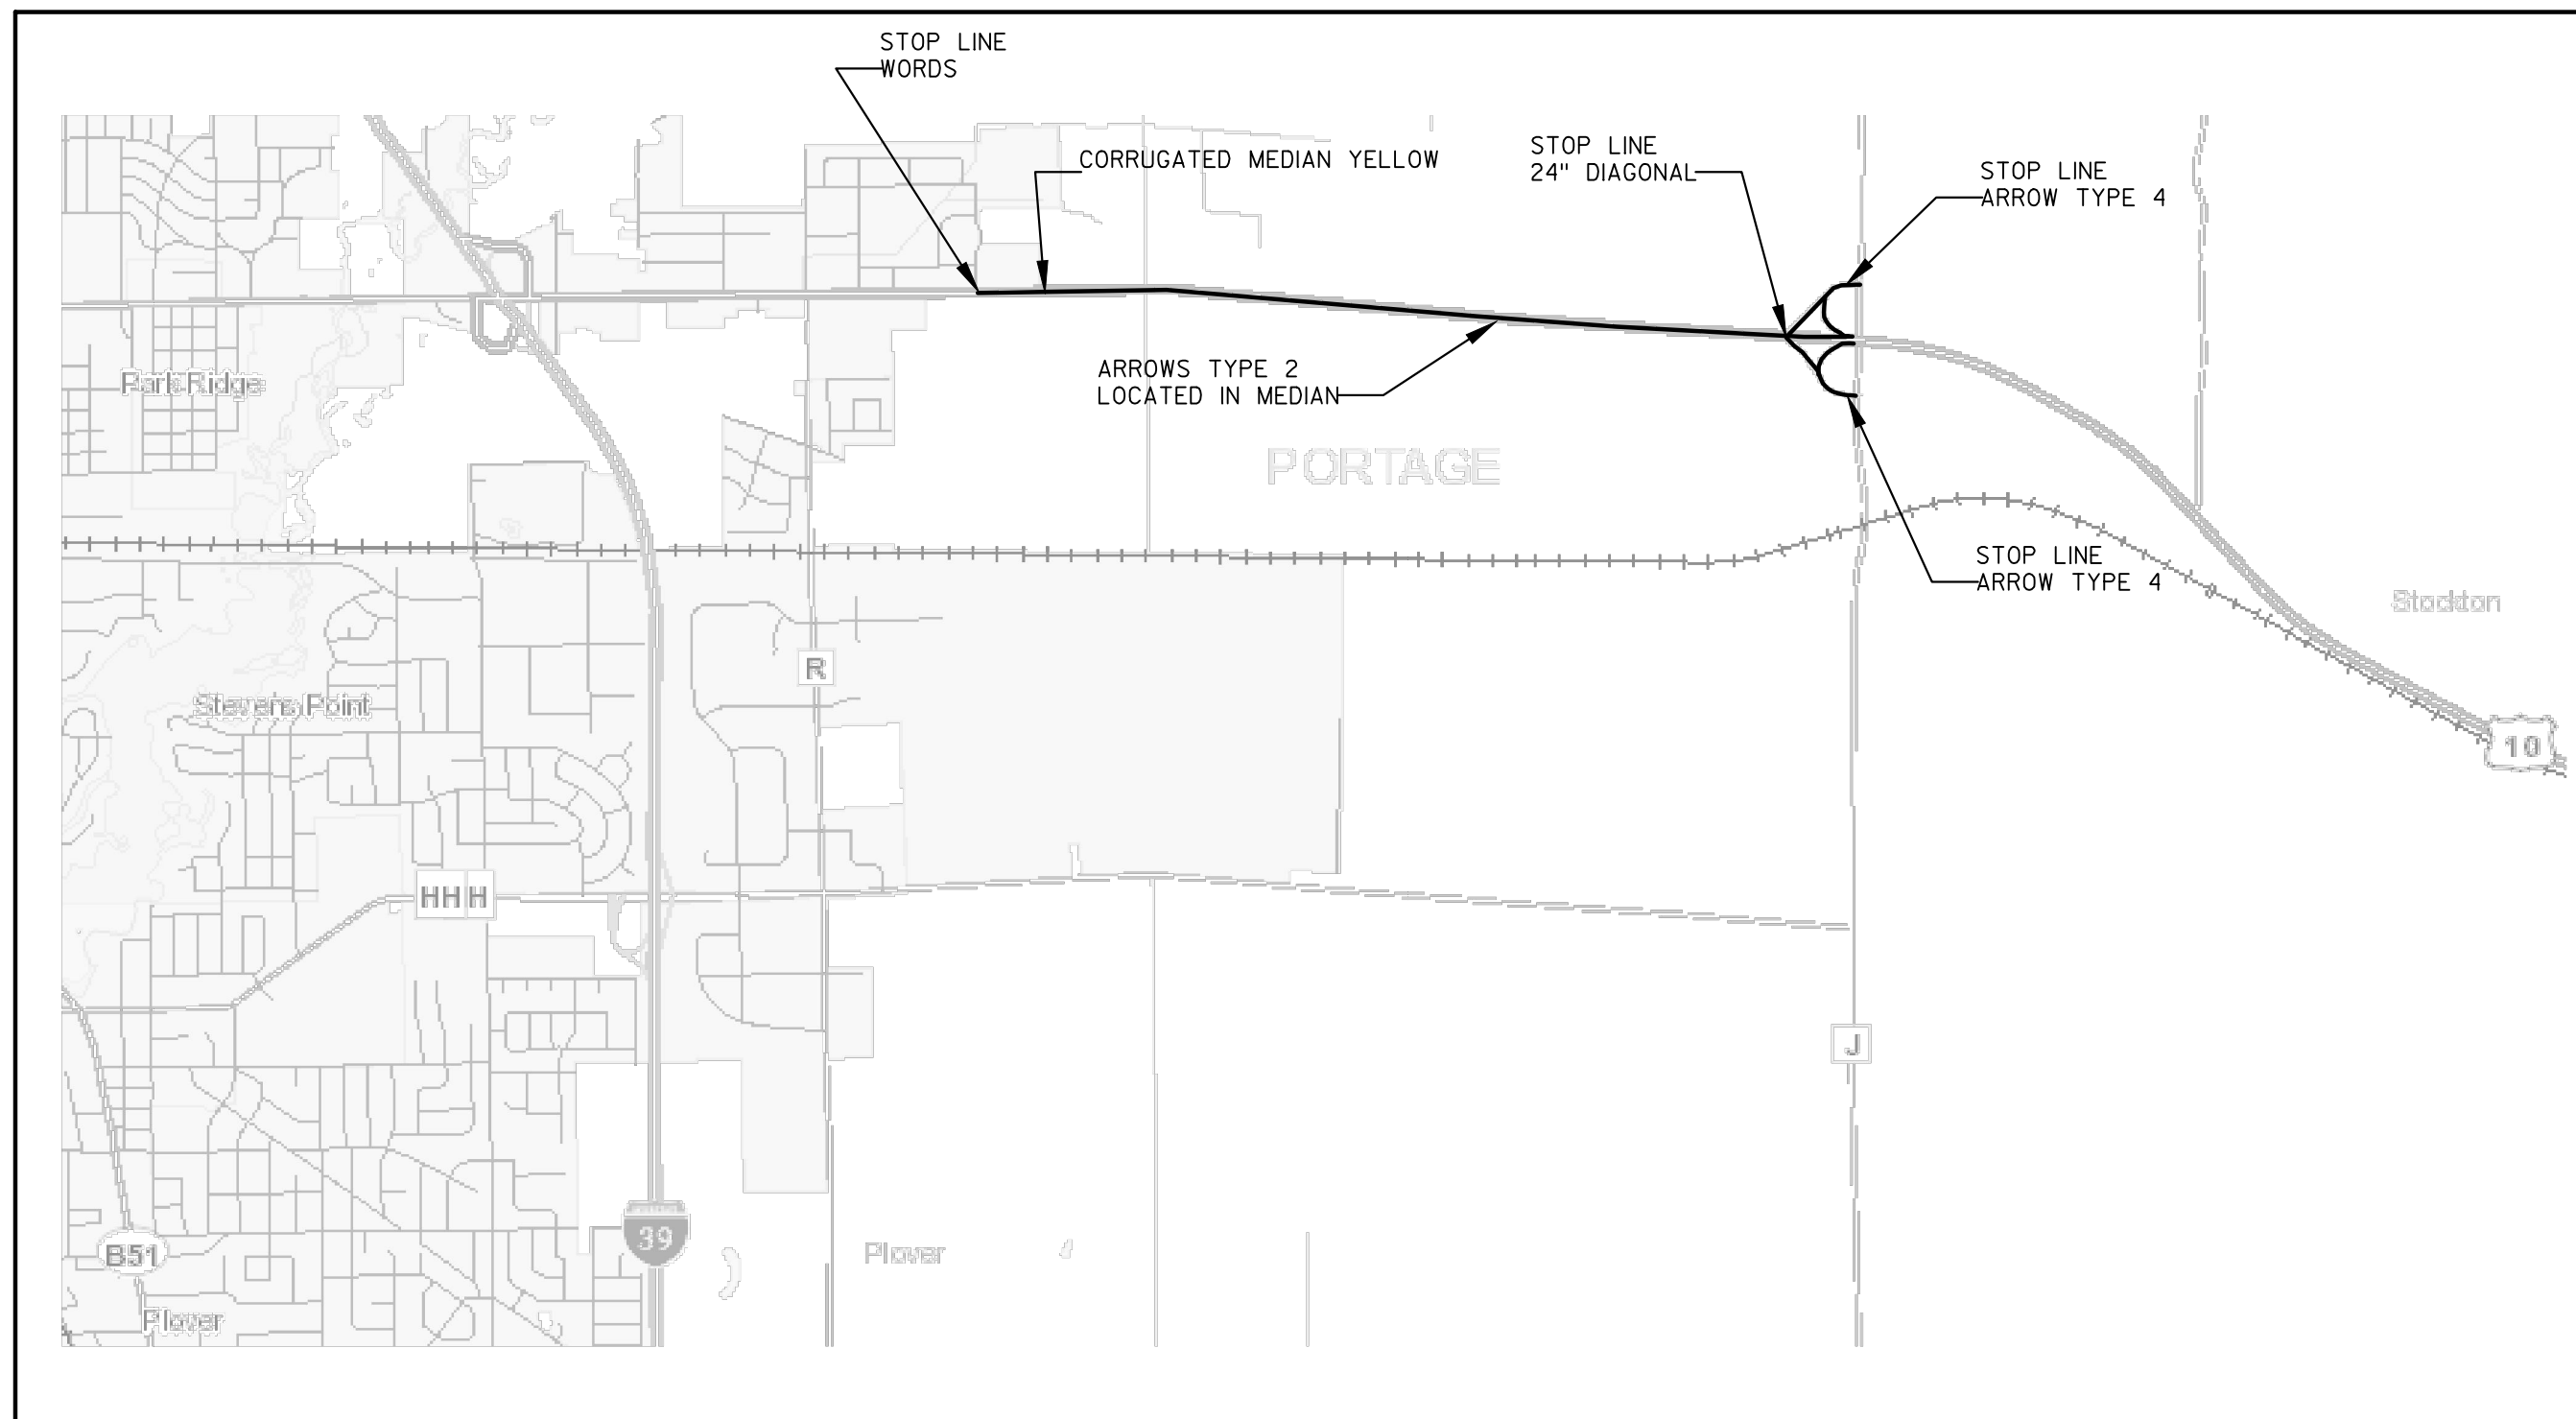 STOP LINE
WORDS
CORRUGATED MEDIAN YELLOW
STOP LINE
24" DIAGONAL
STOP LINE
ARROW TYPE 4
ARROWS TYPE 2
LOCATED IN MEDIAN
Park Ridge
PORTAGE
STOP LINE
ARROW TYPE 4
Stockton
R
Stevens Point
10
HH
H
J
39
B51
Plover
Plover